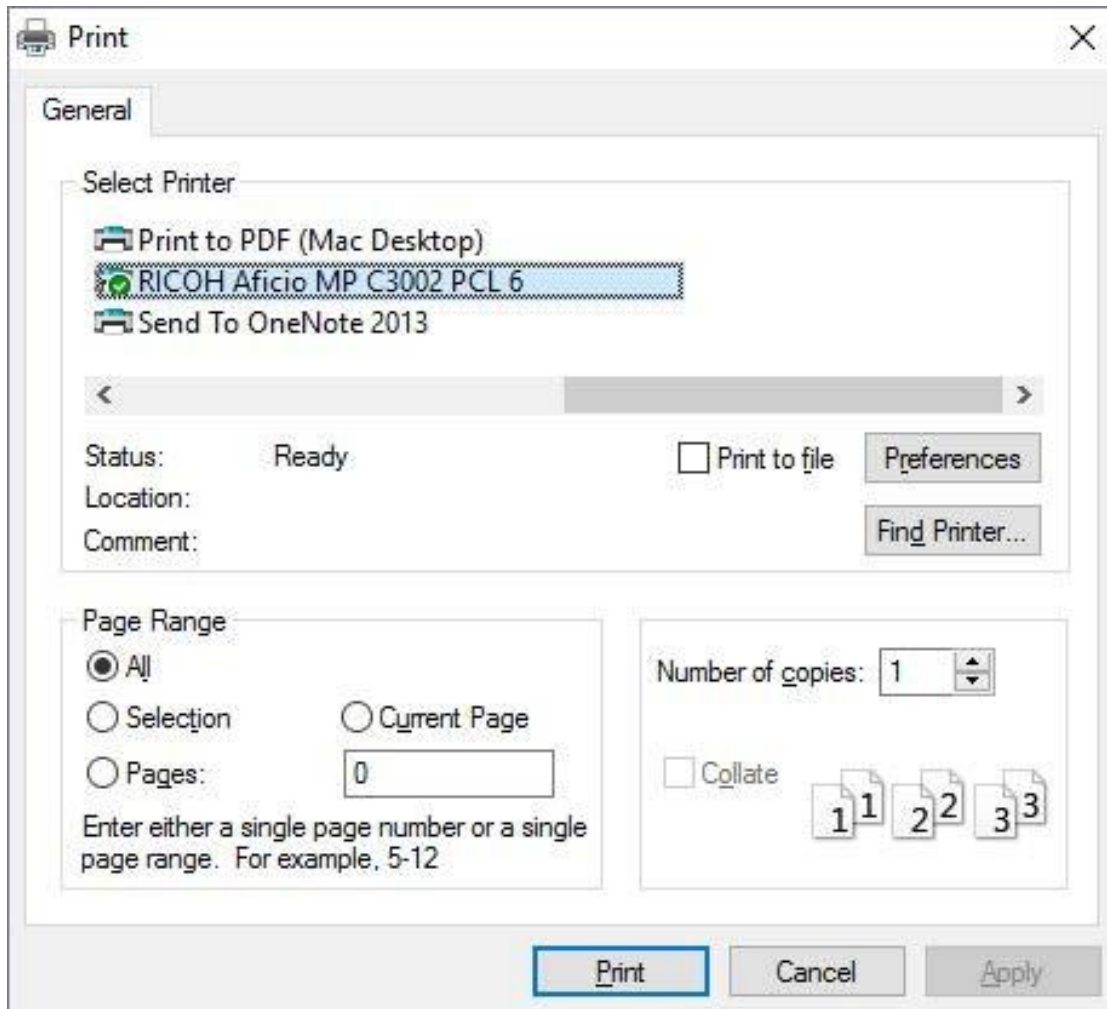 Print
General
Select Printer
Print to PDF (Mac Desktop)
RICOH Aficio MP C3002 PCL 6
Send To OneNote 2013
Status: Ready
Print to file
Preferences
Location:
Find Printer...
Comment:
Page Range
All
Selection
Current Page
Pages: 0
Enter either a single page number or a single
page range. For example, 5-12
Number of copies: 1
Collate
1 1 2 2 3 3
Print
Cancel
Apply